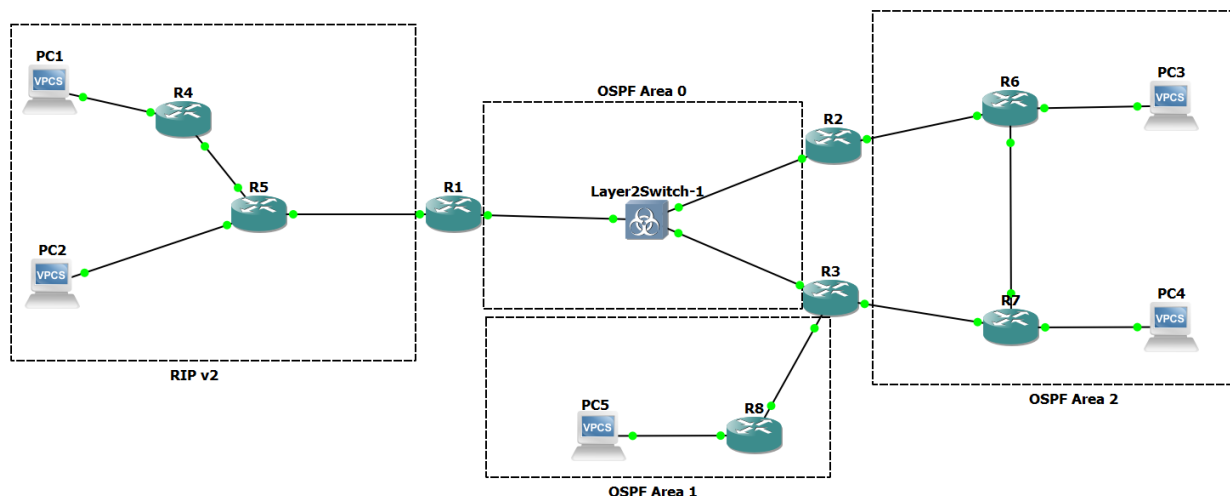 PC1
VPCS
R4
R5
PC2
VPCS
RIP v2
R1
OSPF Area 0
Layer2Switch-1
R2
R3
R6
PC3
VPCS
R7
PC4
VPCS
OSPF Area 2
PC5
VPCS
R8
OSPF Area 1